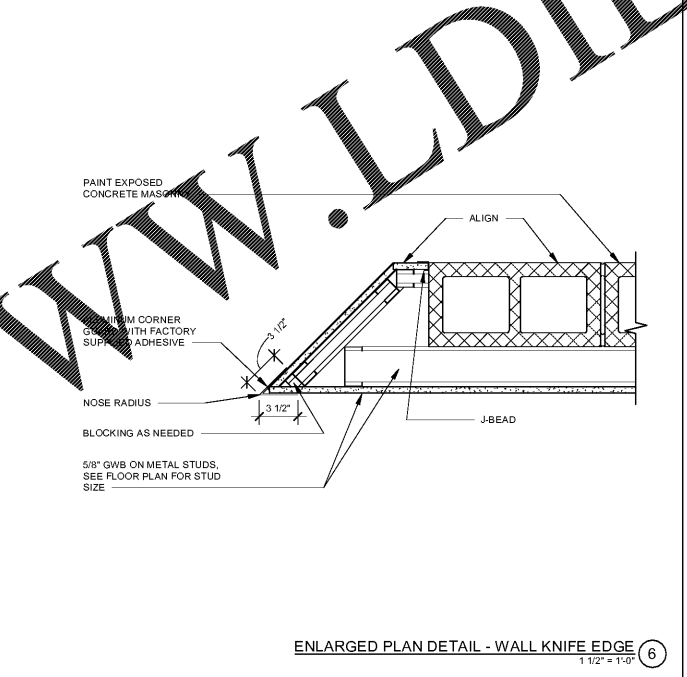 WWW.LDI
PAINT EXPOSED
CONCRETE MASONRY
ALIGN
ALUMINUM CORNER
GUARD WITH FACTORY
SUPPLIED ADHESIVE
3 1/2"
NOSE RADIUS
3 1/2"
BLOCKING AS NEEDED
J-BEAD
5/8" GWB ON METAL STUDS,
SEE FLOOR PLAN FOR STUD
SIZE
ENLARGED PLAN DETAIL - WALL KNIFE EDGE
6
1 1/2" = 1'-0"